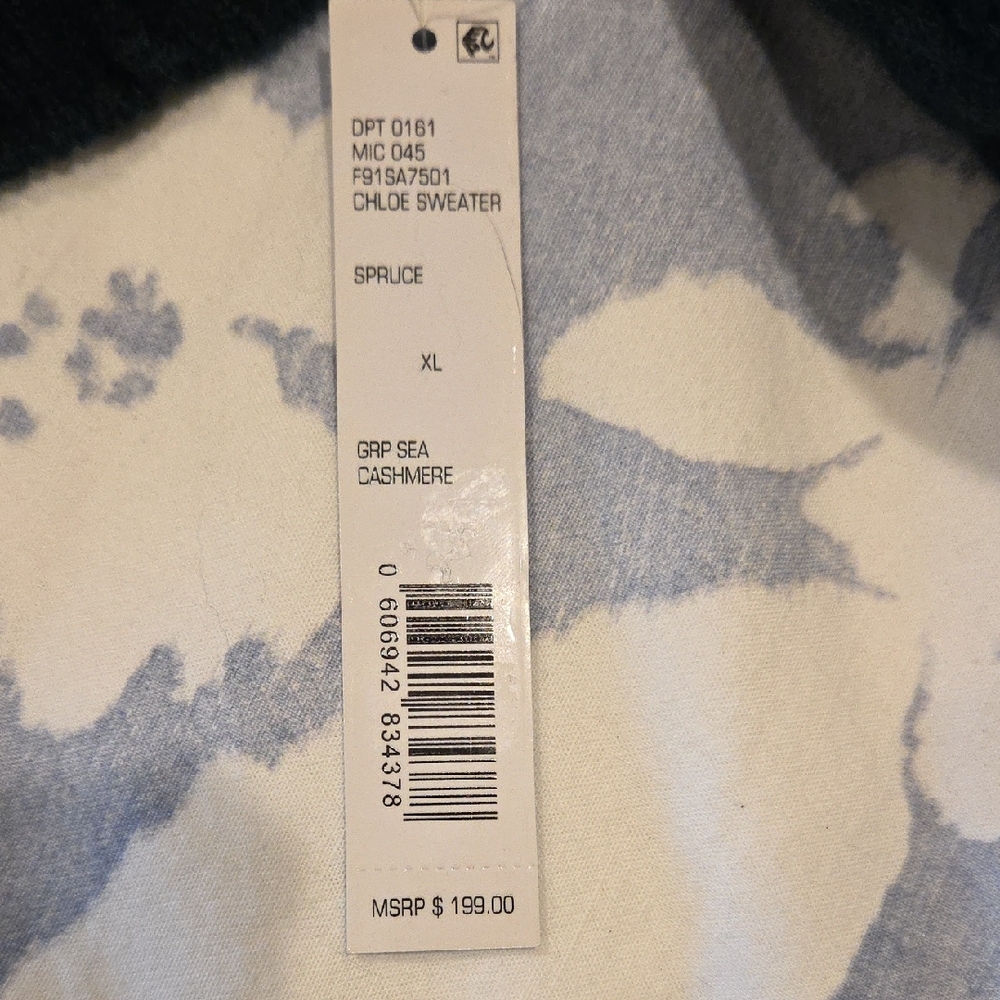 DPT 0161
MIC 045
F91SA7501
CHLOE SWEATER
SPRUCE
XL
GRP SEA
CASHMERE
0 606942 834378
MSRP $ 199.00